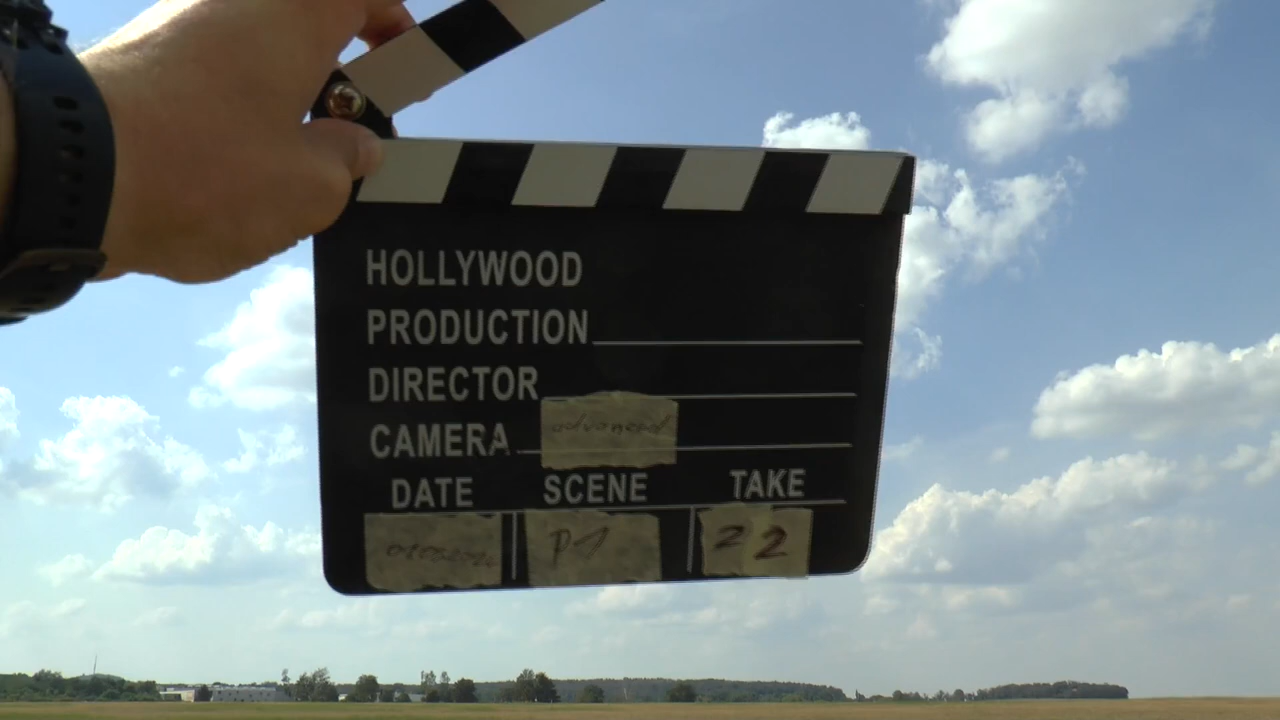 HOLLYWOOD
PRODUCTION
DIRECTOR
CAMERA advanced
DATE SCENE TAKE
P1 22